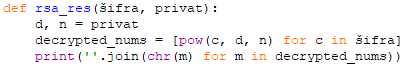 def rsa_res(šifra, privat):
    d, n = privat
    decrypted_nums = [pow(c, d, n) for c in šifra]
    print(''.join(chr(m) for m in decrypted_nums))